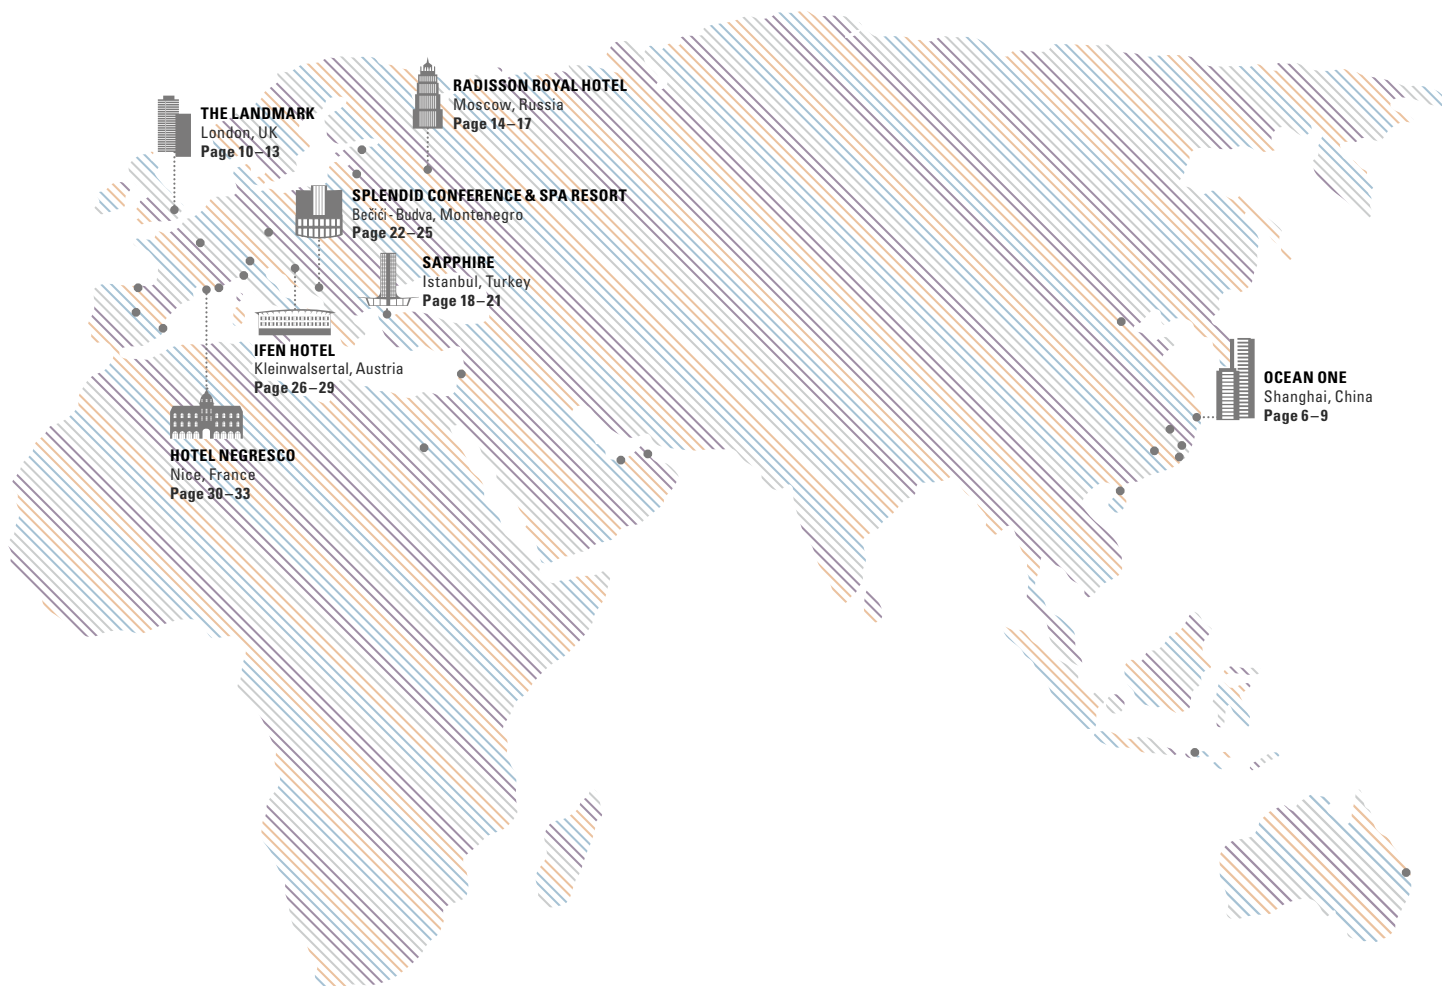 RADISSON ROYAL HOTEL
Moscow, Russia
Page 14–17
THE LANDMARK
London, UK
Page 10–13
SPLENDID CONFERENCE & SPA RESORT
Bečići - Budva, Montenegro
Page 22–25
SAPPHIRE
Istanbul, Turkey
Page 18–21
IFEN HOTEL
Kleinwalsertal, Austria
Page 26–29
OCEAN ONE
Shanghai, China
Page 6–9
HOTEL NEGRESCO
Nice, France
Page 30–33